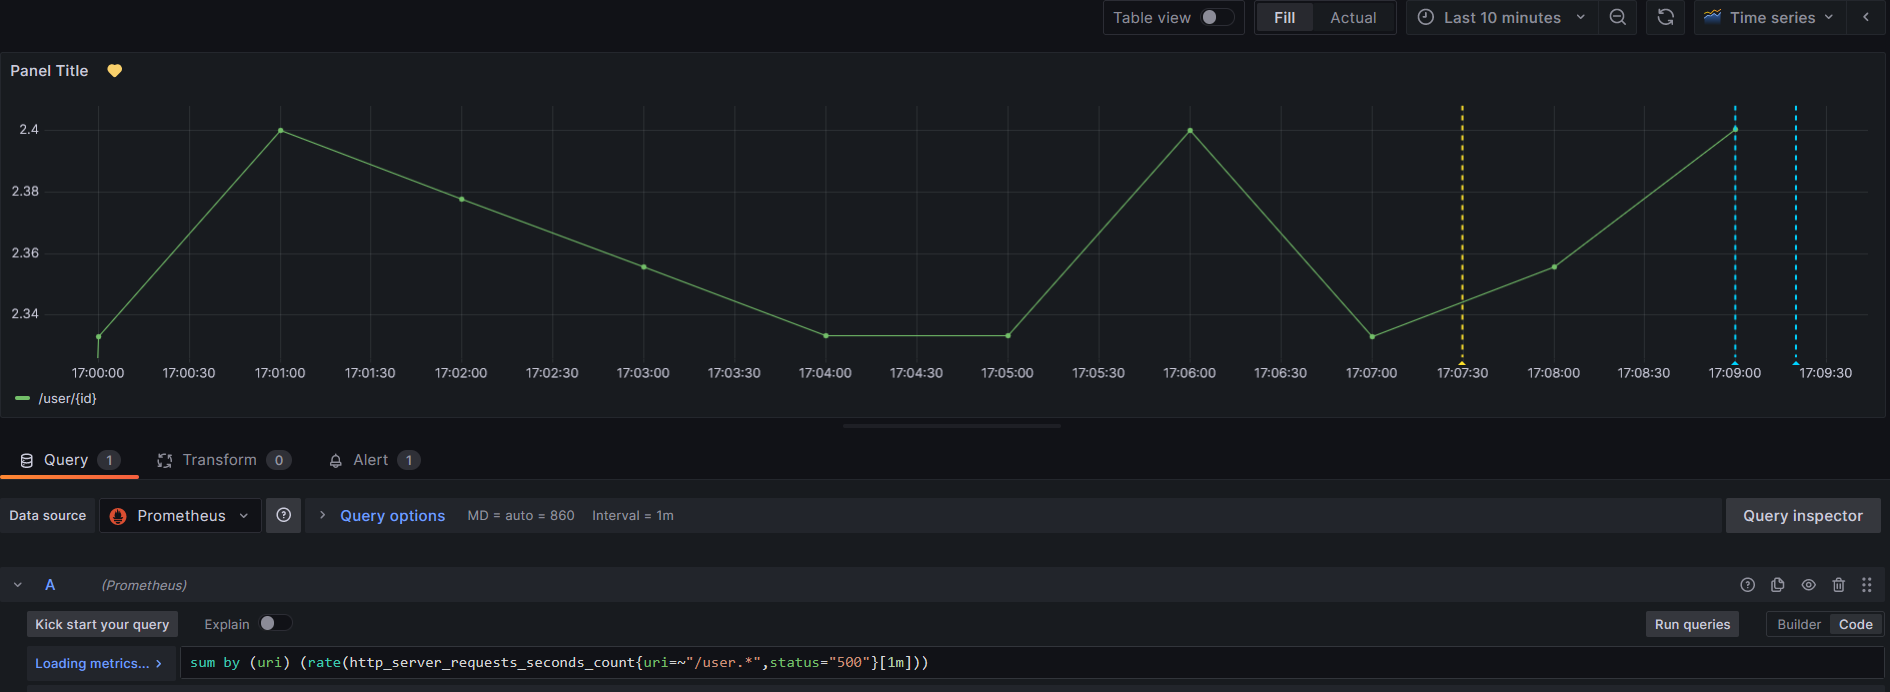 Table view
Fill
Actual
Last 10 minutes
Time series
Panel Title
2.4
2.38
2.36
2.34
17:00:00 17:00:30 17:01:00 17:01:30 17:02:00 17:02:30 17:03:00 17:03:30 17:04:00 17:04:30 17:05:00 17:05:30 17:06:00 17:06:30 17:07:00 17:07:30 17:08:00 17:08:30 17:09:00 17:09:30
/user/{id}
Query 1
Transform 0
Alert 1
Data source
Prometheus
Query options
MD = auto = 860
Interval = 1m
Query inspector
A
(Prometheus)
Kick start your query
Explain
Run queries
Builder
Code
Loading metrics...
sum by (uri) (rate(http_server_requests_seconds_count{uri=~"/user.*",status="500"}[1m]))